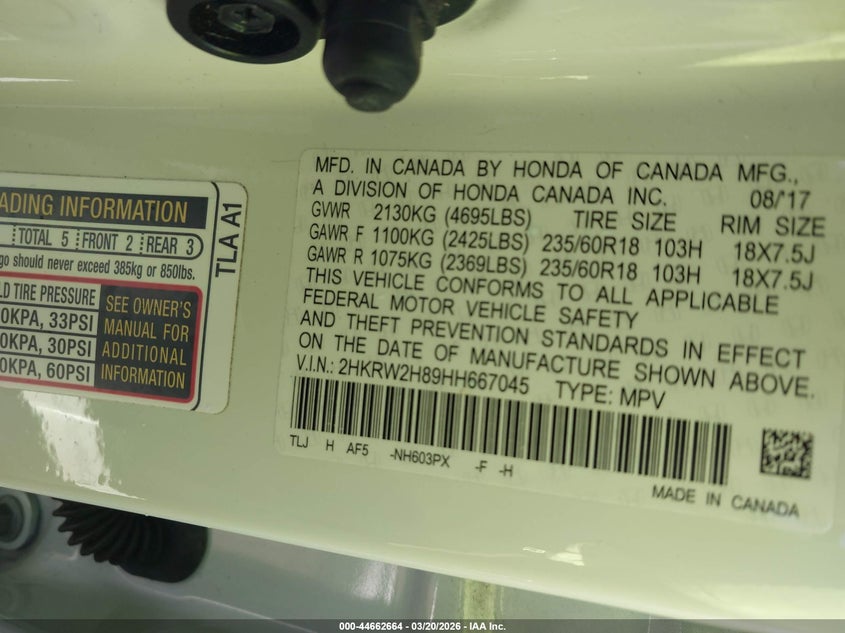 ADING INFORMATION
TOTAL 5 FRONT 2 REAR 3
go should never exceed 385kg or 850lbs.
LD TIRE PRESSURE
0KPA, 33PSI
0KPA, 30PSI
0KPA, 60PSI
SEE OWNER'S
MANUAL FOR
ADDITIONAL
INFORMATION
TLA A1
MFD. IN CANADA BY HONDA OF CANADA MFG.,
A DIVISION OF HONDA CANADA INC. 08/'17
GVWR 2130KG (4695LBS) TIRE SIZE RIM SIZE
GAWR F 1100KG (2425LBS) 235/60R18 103H 18X7.5J
GAWR R 1075KG (2369LBS) 235/60R18 103H 18X7.5J
THIS VEHICLE CONFORMS TO ALL APPLICABLE
FEDERAL MOTOR VEHICLE SAFETY
AND THEFT PREVENTION STANDARDS IN EFFECT
ON THE DATE OF MANUFACTURE SHOWN ABOVE.
V.I.N.: 2HKRW2H89HH667045 TYPE: MPV
TLJ H AF5 -NH603PX -F -H
MADE IN CANADA
000-44662664 - 03/20/2026 - IAA Inc.